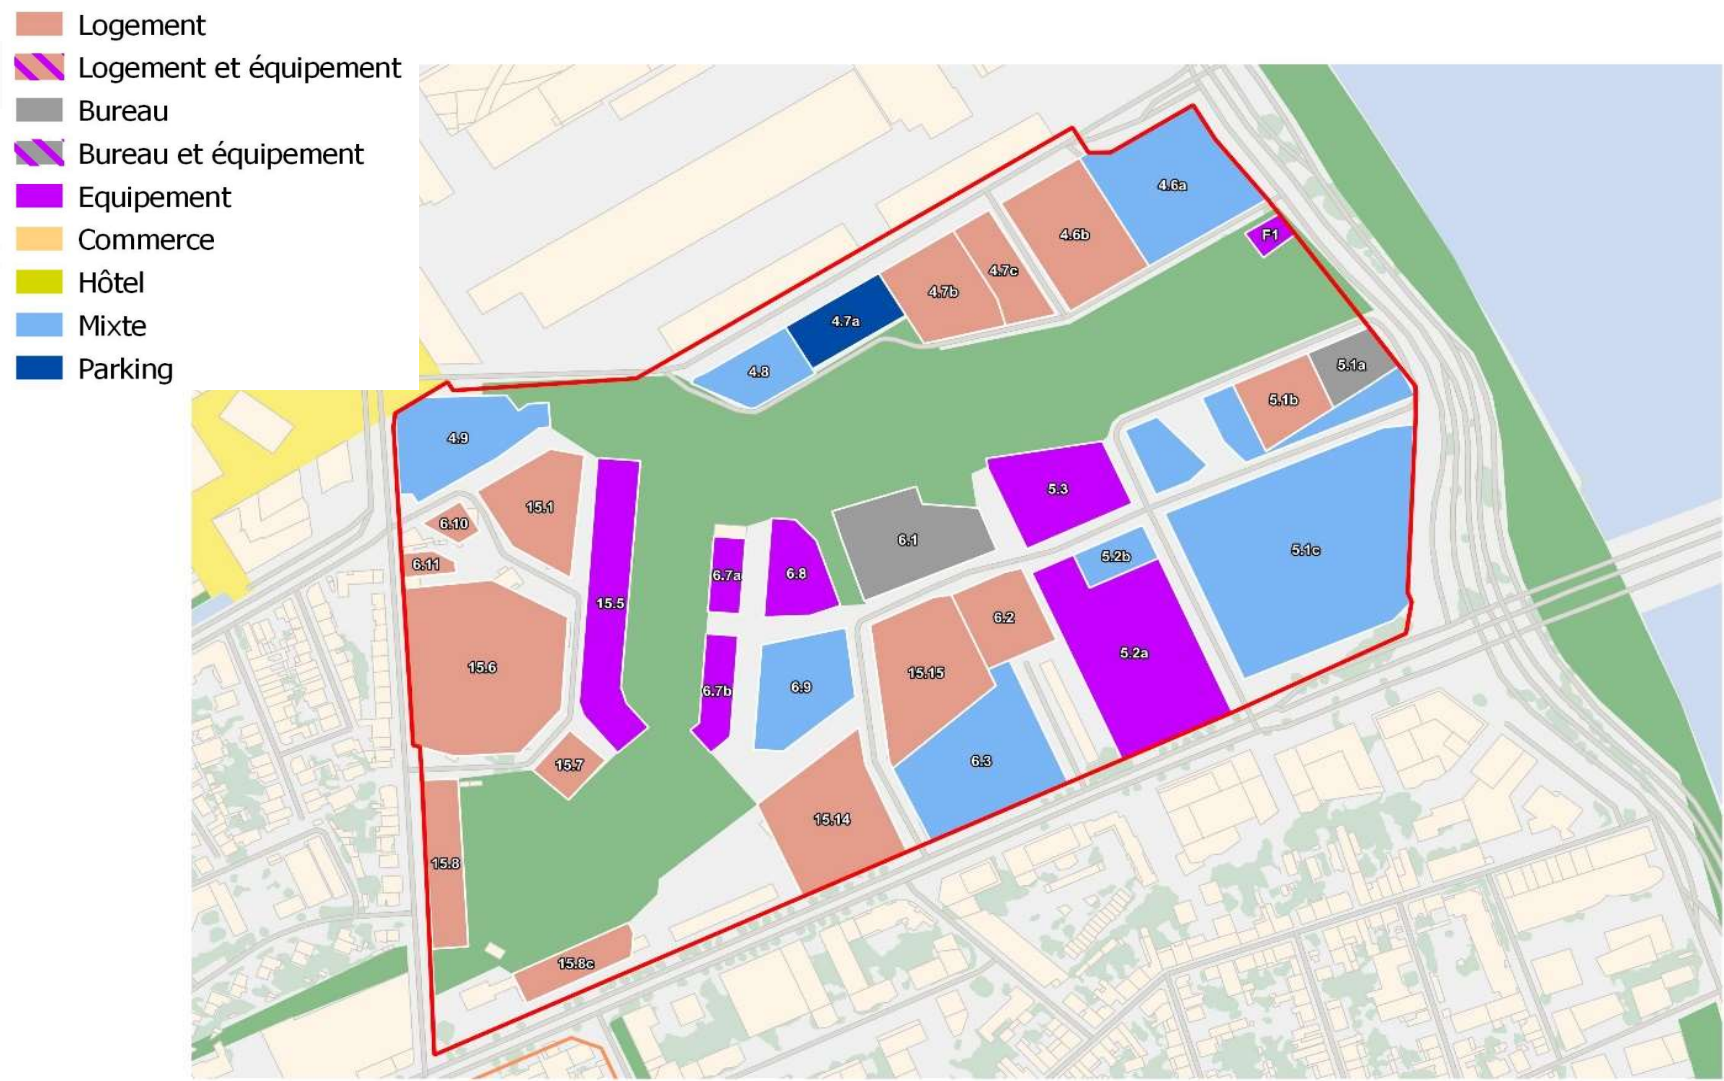 Logement
Logement et équipement
Bureau
Bureau et équipement
Equipement
Commerce
Hôtel
Mixte
Parking
4.6a
4.6b
F1
4.7c
4.7b
4.7a
4.8
5.1a
5.1b
4.9
15.1
5.3
6.10
6.1
5.1c
6.11
5.2b
6.7a
6.8
15.5
6.2
5.2a
15.6
15.15
6.7b
6.9
15.7
6.3
15.14
15.8
15.8c